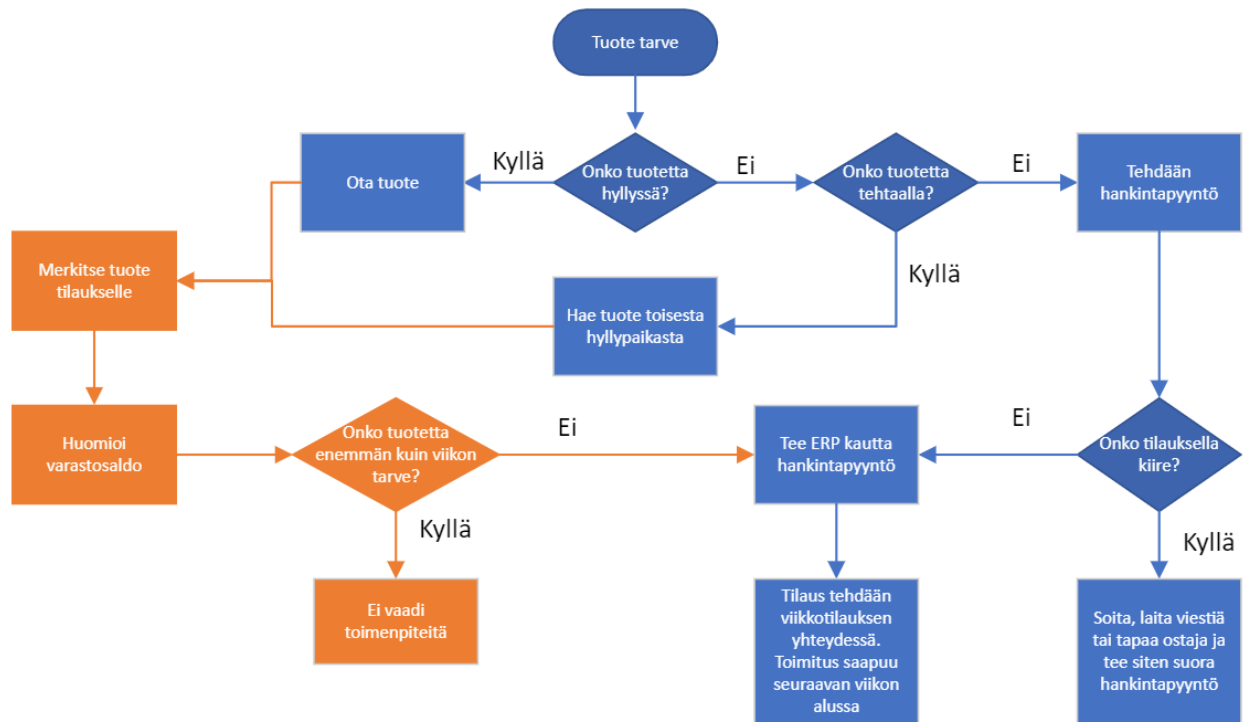 Tuote tarve
Kyllä
Ei
Ei
Ota tuote
Onko tuotetta
hyllyssä?
Onko tuotetta
tehtaalla?
Tehdään
hankintapyyntö
Merkitse tuote
tilaukselle
Kyllä
Hae tuote toisesta
hyllypaikasta
Huomioi
varastosaldo
Onko tuotetta
enemmän kuin viikon
tarve?
Ei
Tee ERP kautta
hankintapyyntö
Ei
Onko tilauksella
kiire?
Kyllä
Kyllä
Ei vaadi
toimenpiteitä
Tilaus tehdään
viikkotilauksen
yhteydessä.
Toimitus saapuu
seuraavan viikon
alussa
Soita, laita viestiä
tai tapaa ostaja ja
tee siten suora
hankintapyyntö